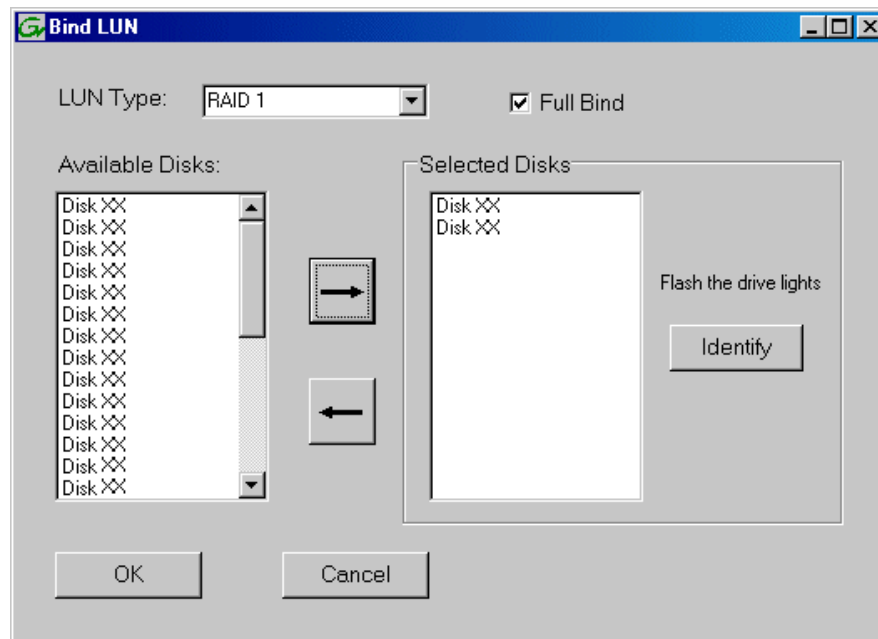 Bind LUN
LUN Type:
RAID 1
Full Bind
Available Disks:
Disk XX
Disk XX
Disk XX
Disk XX
Disk XX
Disk XX
Disk XX
Disk XX
Disk XX
Disk XX
Disk XX
Disk XX
Disk XX
Disk XX
Selected Disks
Disk XX
Disk XX
Flash the drive lights
Identify
OK
Cancel